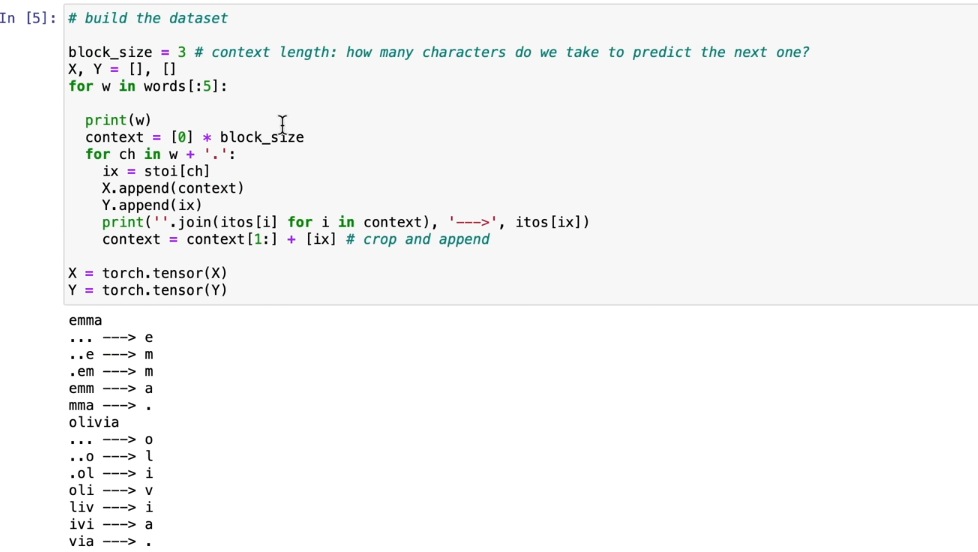 In [5]: # build the dataset
block_size = 3 # context length: how many characters do we take to predict the next one?
X, Y = [], []
for w in words[:5]:
print(w)
context = [0] * block_size
for ch in w + '.':
ix = stoi[ch]
X.append(context)
Y.append(ix)
print(''.join(itos[i] for i in context), '--->', itos[ix])
context = context[1:] + [ix] # crop and append
X = torch.tensor(X)
Y = torch.tensor(Y)
emma
... ---> e
..e ---> m
.em ---> m
emm ---> a
mma ---> .
olivia
... ---> o
..o ---> l
.ol ---> i
oli ---> v
liv ---> i
ivi ---> a
via ---> .